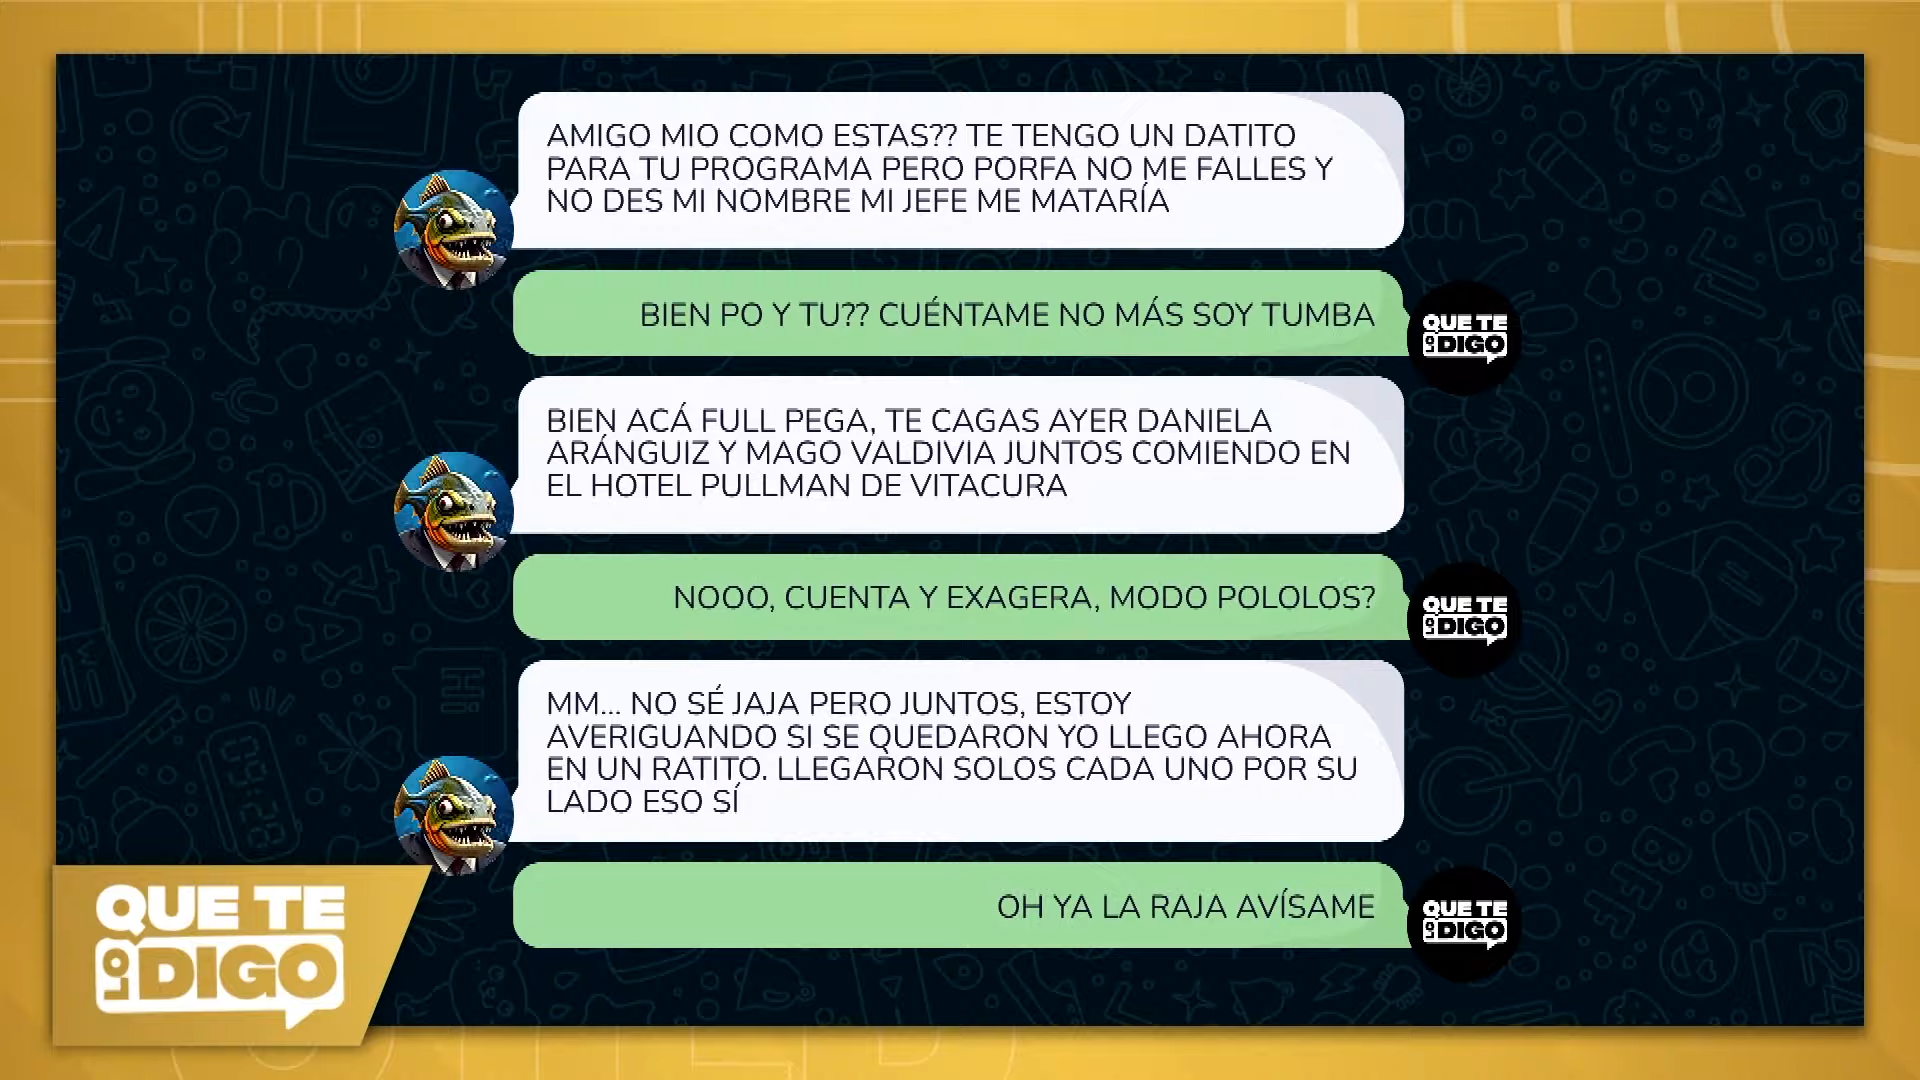 AMIGO MIO COMO ESTAS?? TE TENGO UN DATITO
PARA TU PROGRAMA PERO PORFA NO ME FALLES Y
NO DES MI NOMBRE MI JEFE ME MATARÍA
BIEN PO Y TU?? CUÉNTAME NO MÁS SOY TUMBA
QUE TE
LO DIGO
BIEN ACÁ FULL PEGA, TE CAGAS AYER DANIELA
ARÁNGUIZ Y MAGO VALDIVIA JUNTOS COMIENDO EN
EL HOTEL PULLMAN DE VITACURA
NOOO, CUENTA Y EXAGERA, MODO POLOLOS?
QUE TE
LO DIGO
MM... NO SÉ JAJA PERO JUNTOS, ESTOY
AVERIGUANDO SI SE QUEDARON YO LLEGO AHORA
EN UN RATITO. LLEGARON SOLOS CADA UNO POR SU
LADO ESO SÍ
OH YA LA RAJA AVÍSAME
QUE TE
LO DIGO
QUE TE
LO DIGO